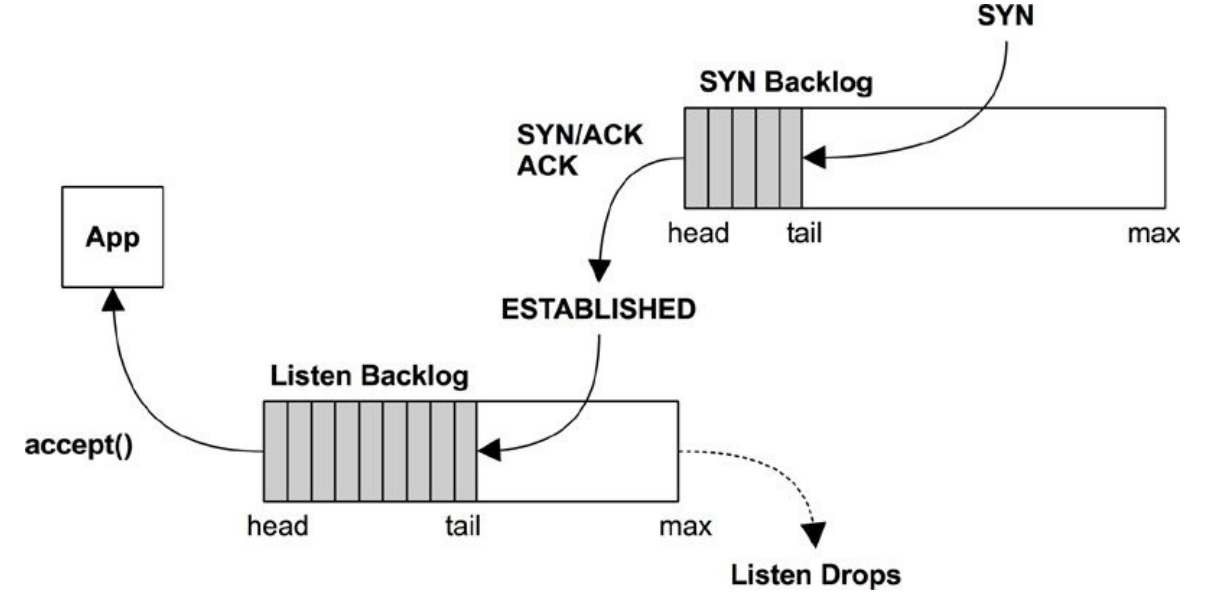 SYN
SYN Backlog
SYN/ACK
ACK
head
tail
max
App
ESTABLISHED
Listen Backlog
accept()
head
tail
max
Listen Drops